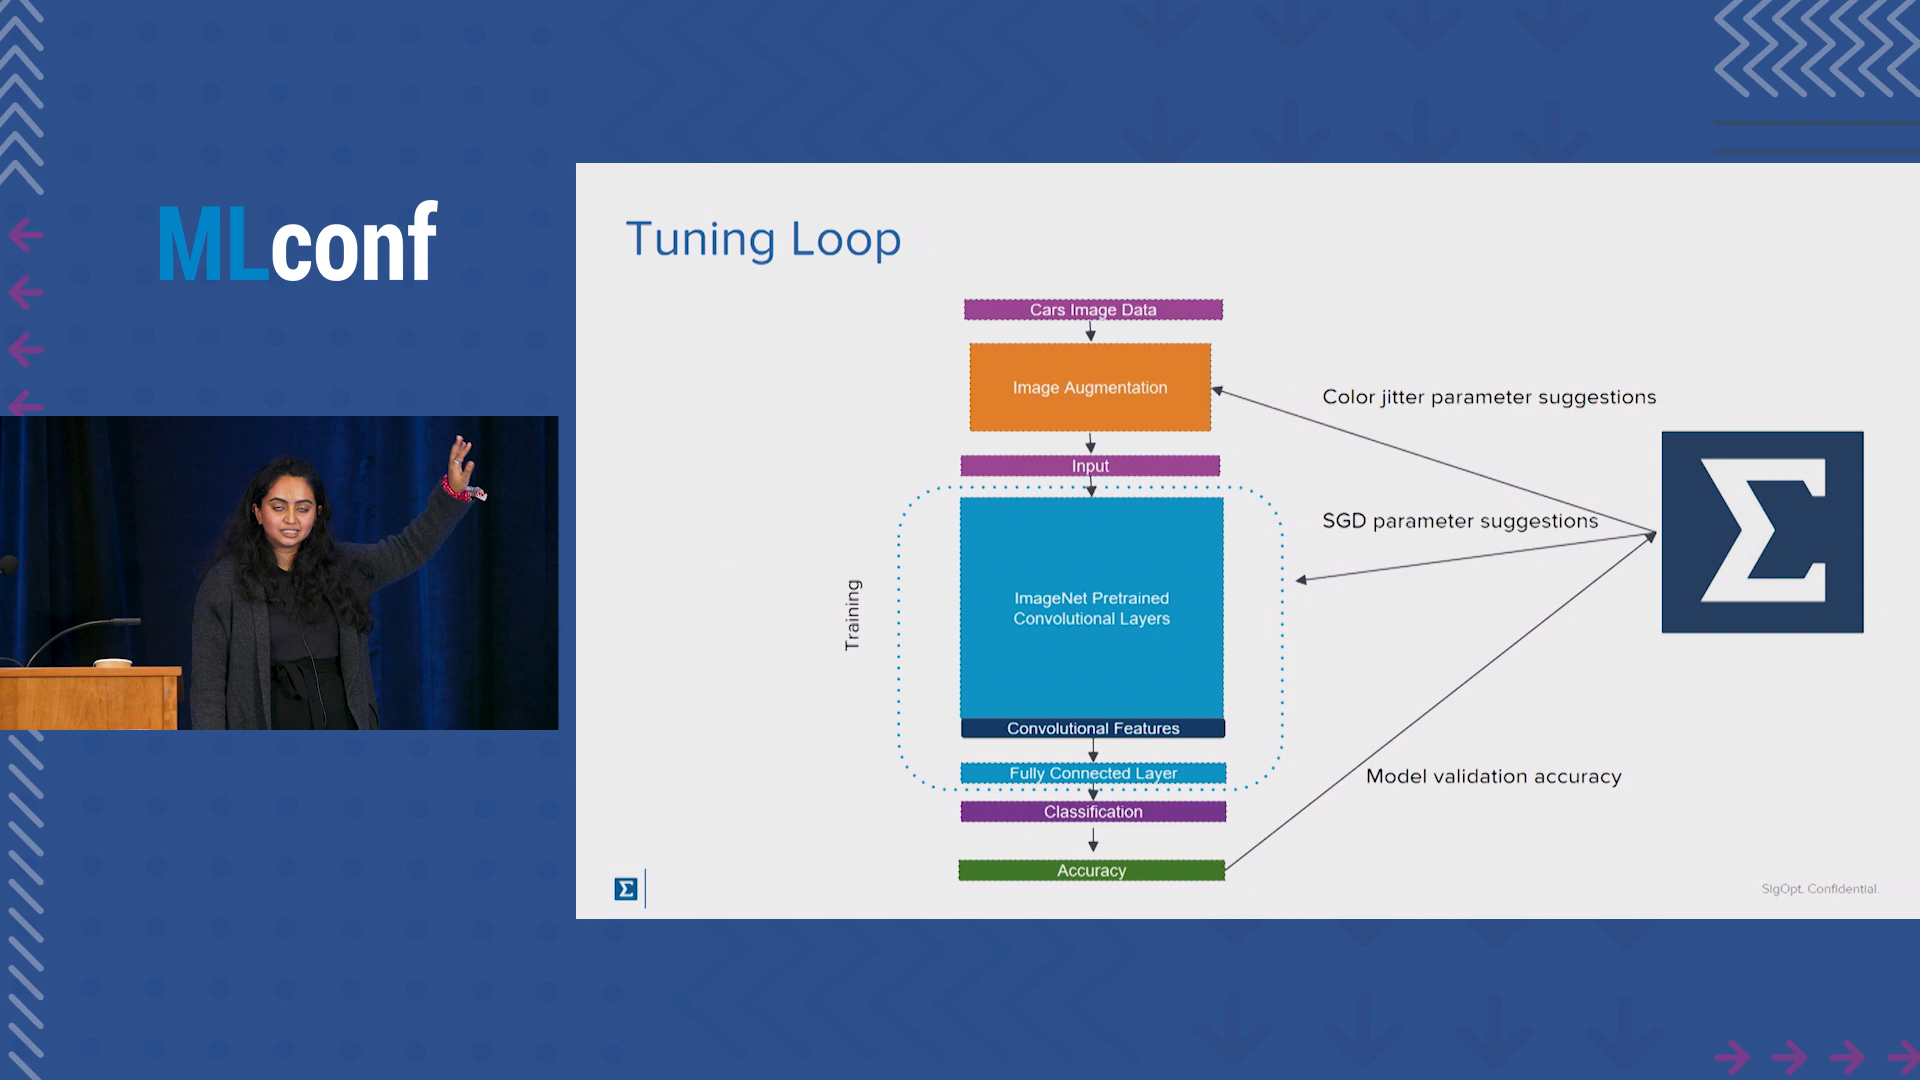 MLconf
Tuning Loop
Cars Image Data
Image Augmentation
Color jitter parameter suggestions
Input
SGD parameter suggestions
Training
ImageNet Pretrained
Convolutional Layers
Convolutional Features
Fully Connected Layer
Model validation accuracy
Classification
Accuracy
SigOpt. Confidential.